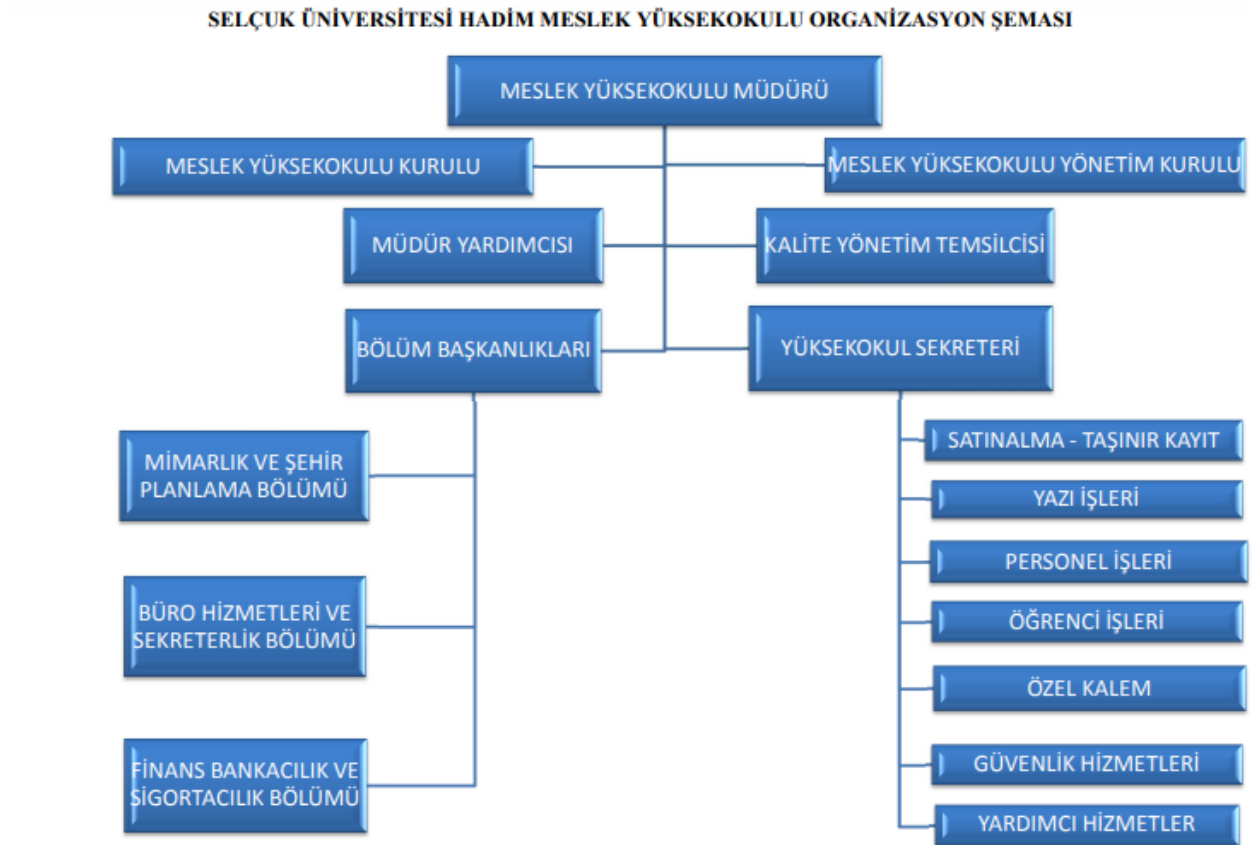 SELÇUK ÜNİVERSİTESİ HADİM MESLEK YÜKSEKOKULU ORGANİZASYON ŞEMASI
MESLEK YÜKSEKOKULU MÜDÜRÜ
MESLEK YÜKSEKOKULU KURULU
MESLEK YÜKSEKOKULU YÖNETİM KURULU
MÜDÜR YARDIMCISI
KALİTE YÖNETİM TEMSİLCİSİ
BÖLÜM BAŞKANLIKLARI
YÜKSEKOKUL SEKRETERİ
MİMARLIK VE ŞEHİR
PLANLAMA BÖLÜMÜ
BÜRO HİZMETLERİ VE
SEKRETERLİK BÖLÜMÜ
FİNANS BANKACILIK VE
SİGORTACILIK BÖLÜMÜ
SATINALMA - TAŞINIR KAYIT
YAZI İŞLERİ
PERSONEL İŞLERİ
ÖĞRENCİ İŞLERİ
ÖZEL KALEM
GÜVENLİK HİZMETLERİ
YARDIMCI HİZMETLER